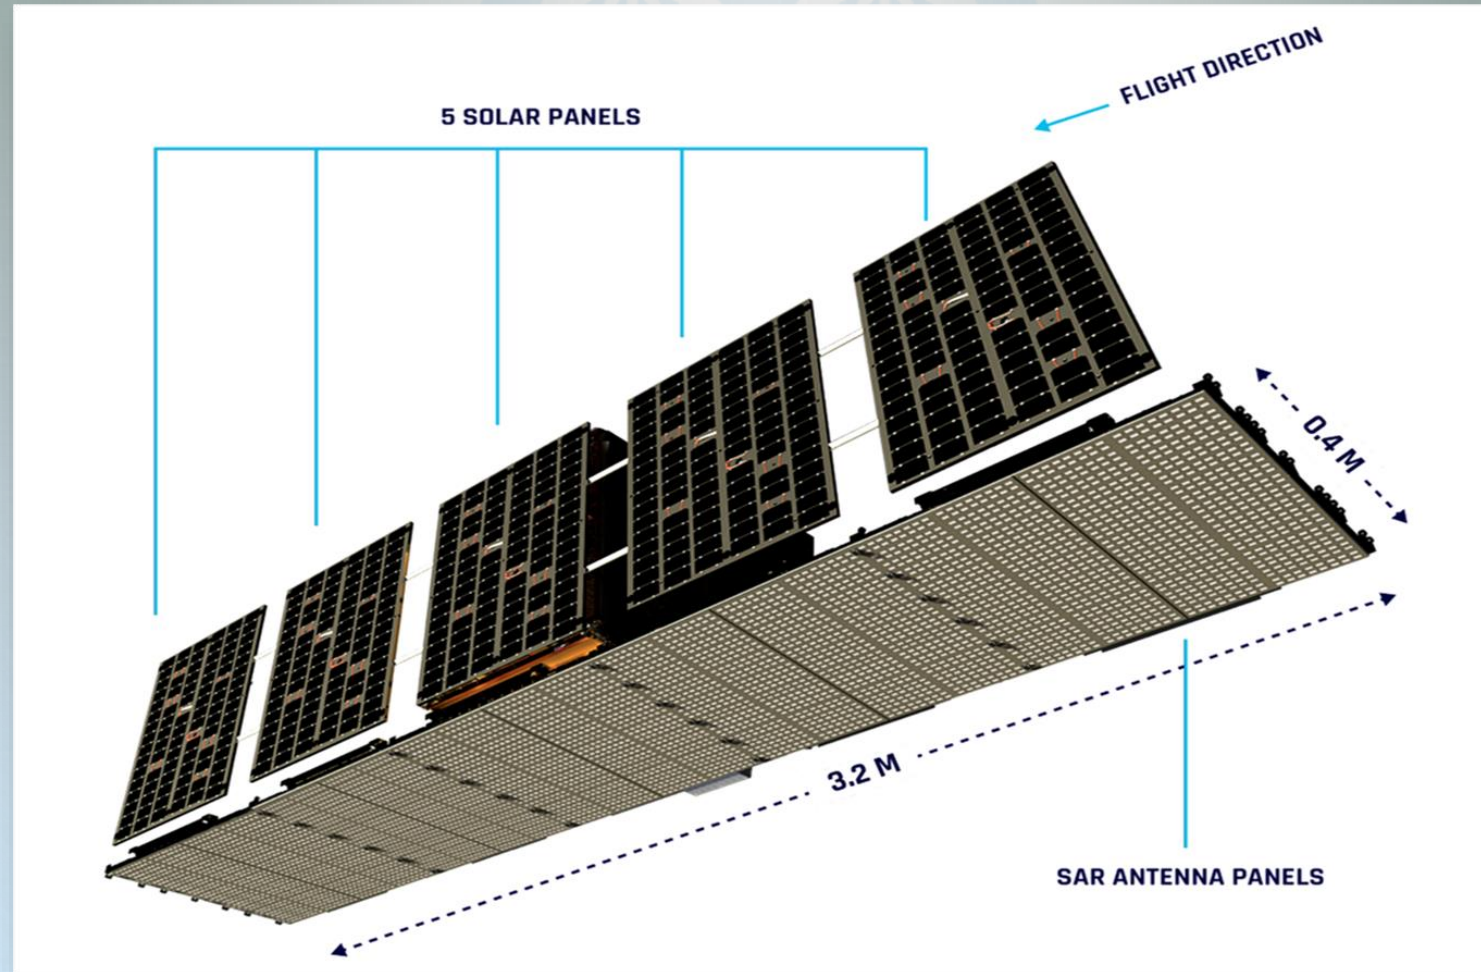 FLIGHT DIRECTION
5 SOLAR PANELS
0.4 M
3.2 M
SAR ANTENNA PANELS